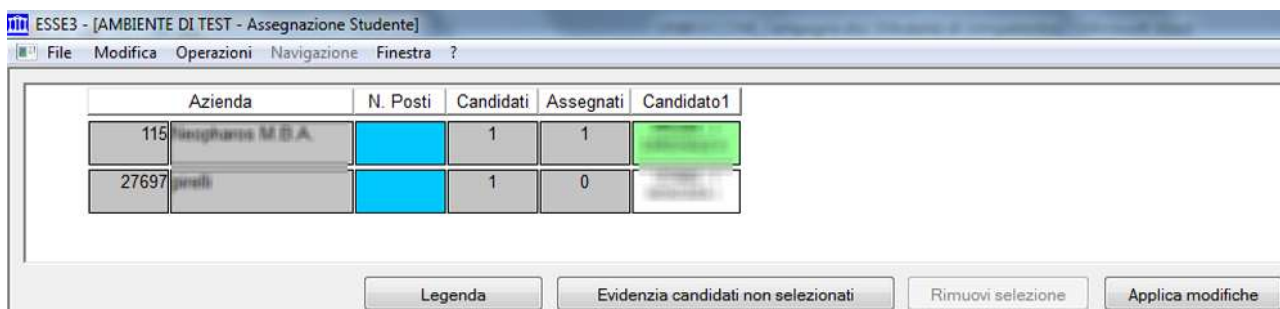 ESSE3 - [AMBIENTE DI TEST - Assegnazione Studente]
File Modifica Operazioni Navigazione Finestra ?
Azienda N. Posti Candidati Assegnati Candidato1
115 M.B.A. 1 1
27697 pirelli 1 0
Legenda Evidenzia candidati non selezionati Rimuovi selezione Applica modifiche